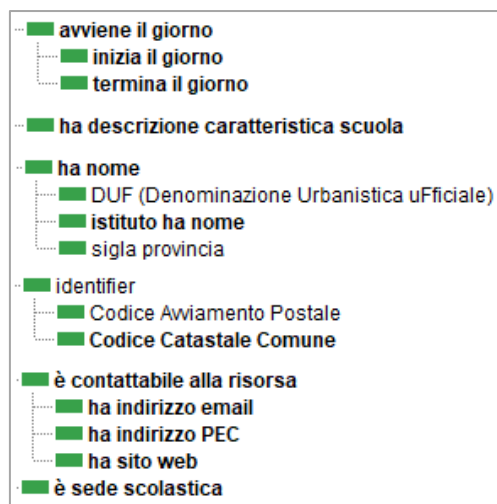 avviene il giorno
inizia il giorno
termina il giorno
ha descrizione caratteristica scuola
ha nome
DUF (Denominazione Urbanistica uFficiale)
istituto ha nome
sigla provincia
identifier
Codice Avviamento Postale
Codice Catastale Comune
è contattabile alla risorsa
ha indirizzo email
ha indirizzo PEC
ha sito web
è sede scolastica